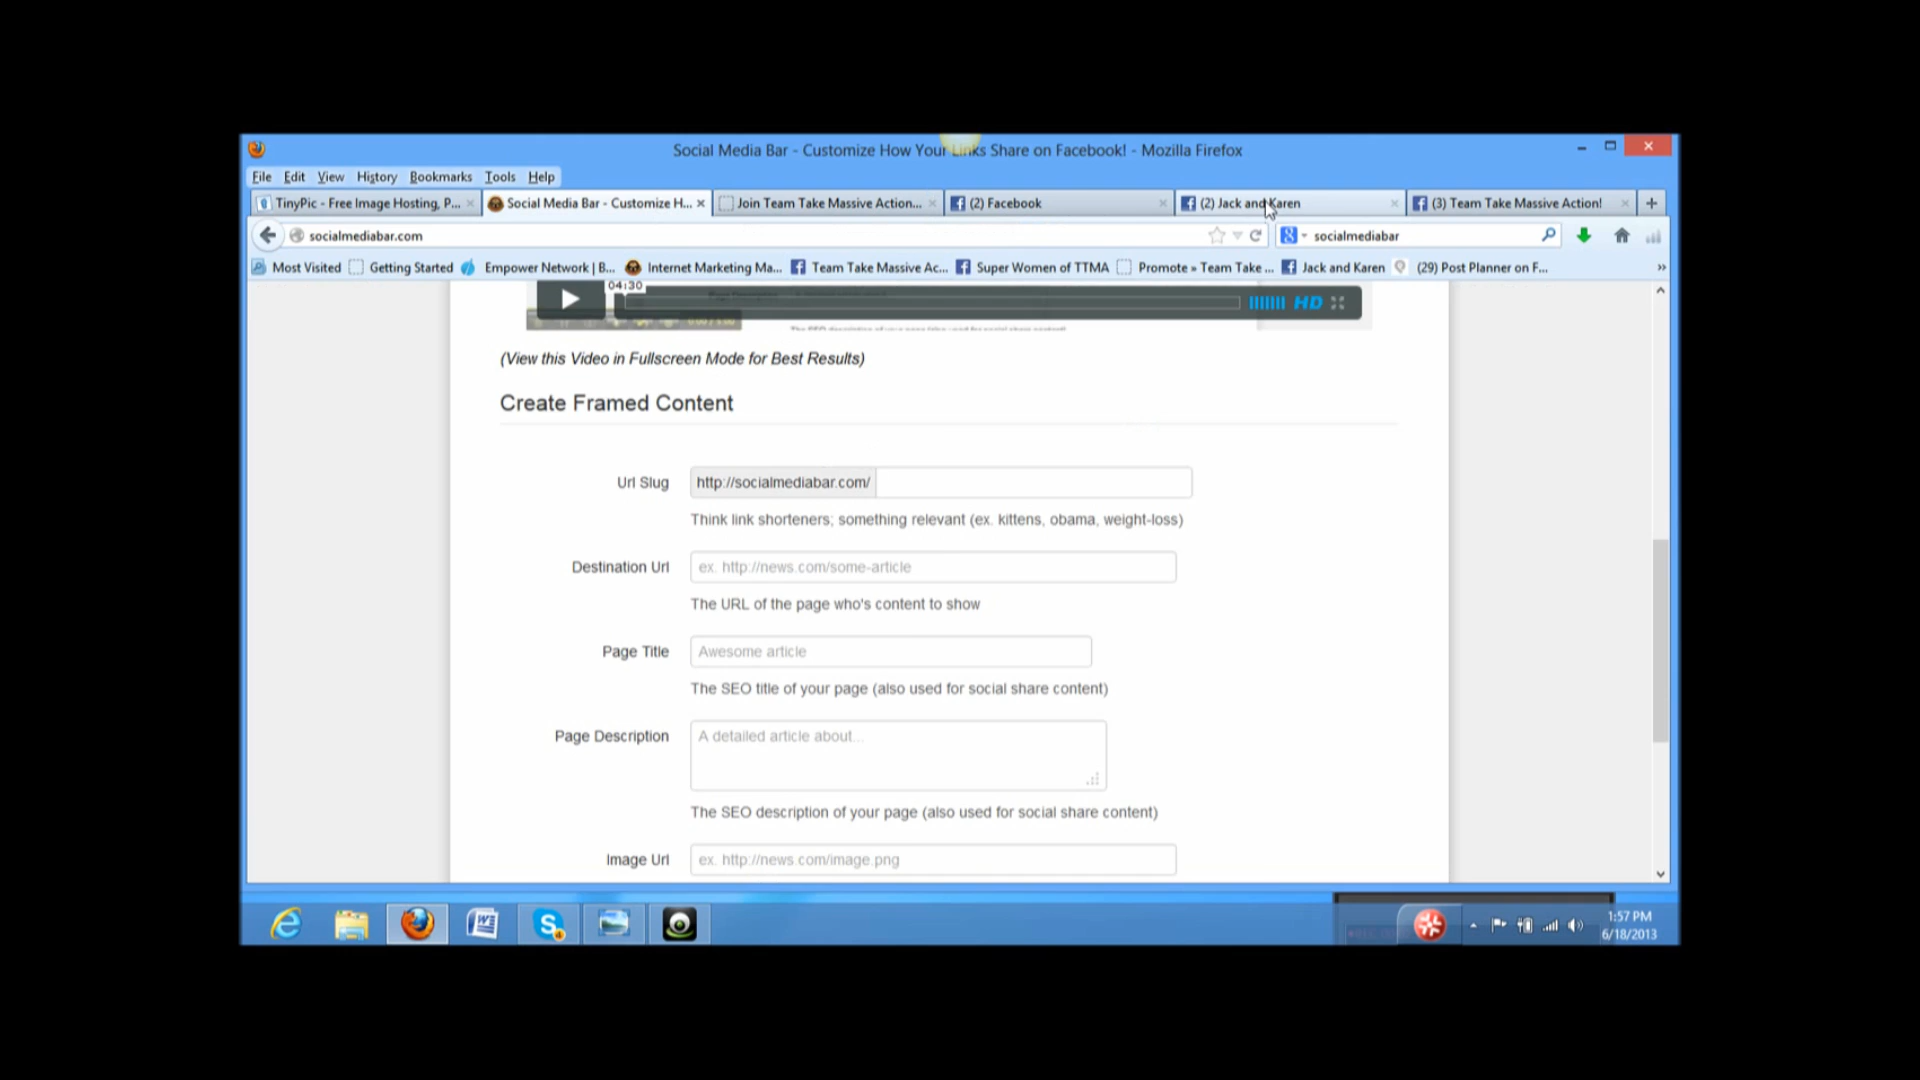 Social Media Bar - Customize How Your Links Share on Facebook! - Mozilla Firefox
File Edit View History Bookmarks Tools Help
TinyPic - Free Image Hosting, P... Social Media Bar - Customize H... Join Team Take Massive Action... (2) Facebook (2) Jack and Karen (3) Team Take Massive Action!
socialmediabar.com socialmediabar
Most Visited Getting Started Empower Network | B... Internet Marketing Ma... Team Take Massive Ac... Super Women of TTMA Promote » Team Take ... Jack and Karen (29) Post Planner on F... »
04:30
HD
(View this Video in Fullscreen Mode for Best Results)
Create Framed Content
Url Slug http://socialmediabar.com/
Think link shorteners; something relevant (ex. kittens, obama, weight-loss)
Destination Url ex. http://news.com/some-article
The URL of the page who's content to show
Page Title Awesome article
The SEO title of your page (also used for social share content)
Page Description A detailed article about...
The SEO description of your page (also used for social share content)
Image Url ex. http://news.com/image.png
1:57 PM
6/18/2013